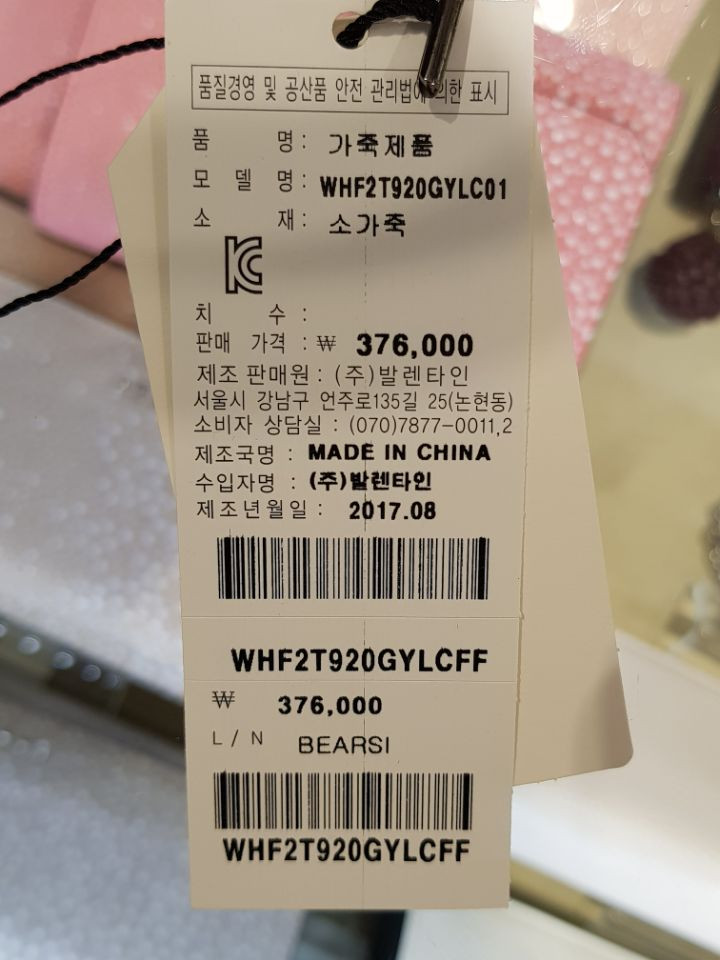 품질경영 및 공산품 안전 관리법에 의한 표시
품 명: 가죽제품
모 델 명: WHF2T920GYLC01
소 재: 소가죽
치 수 :
판매 가격 : ₩ 376,000
제조 판매원 : (주)발렌타인
서울시 강남구 언주로135길 25(논현동)
소비자 상담실 : (070)7877-0011,2
제조국명 : MADE IN CHINA
수입자명 : (주)발렌타인
제조년월일 : 2017.08
WHF2T920GYLCFF
₩ 376,000
L / N BEARSI
WHF2T920GYLCFF